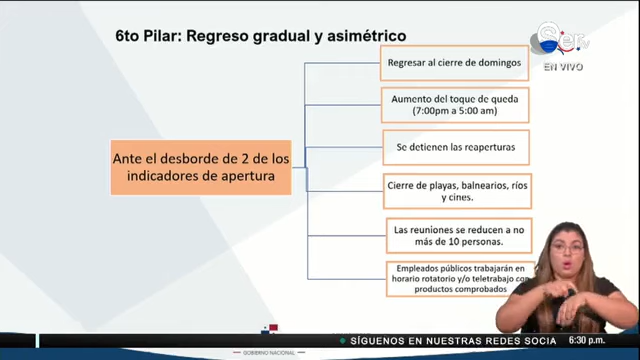 6to Pilar: Regreso gradual y asimétrico
SerTV
EN VIVO
Regresar al cierre de domingos
Aumento del toque de queda
(7:00pm a 5:00 am)
Se detienen las reaperturas
Ante el desborde de 2 de los
indicadores de apertura
Cierre de playas, balnearios, ríos
y cines.
Las reuniones se reducen a no
más de 10 personas.
Empleados públicos trabajarán en
horario rotatorio y/o teletrabajo con
productos comprobados
SÍGUENOS EN NUESTRAS REDES SOCIA
6:30 p.m.
GOBIERNO NACIONAL